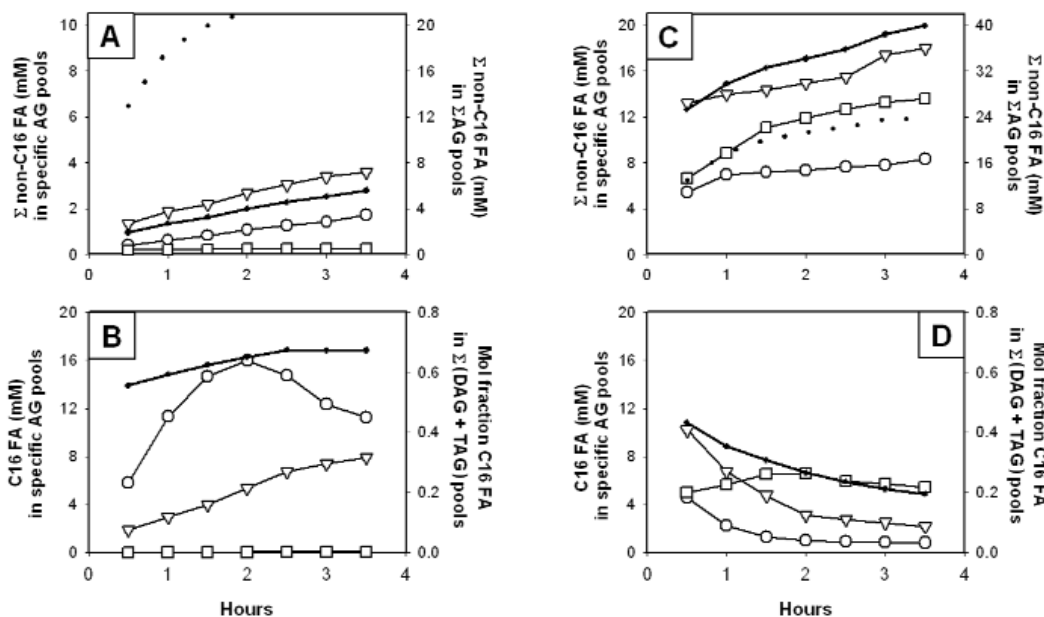 A
Σ non-C16 FA (mM)
in specific AG pools
10
8
6
4
2
0
20
16
12
8
4
0
Σ non-C16 FA (mM)
in ΣAG pools
0 1 2 3 4
C
Σ non-C16 FA (mM)
in specific AG pools
20
16
12
8
4
0
40
32
24
16
8
0
Σ non-C16 FA (mM)
in ΣAG pools
0 1 2 3 4
B
C16 FA (mM)
in specific AG pools
20
16
12
8
4
0
0.8
0.6
0.4
0.2
0.0
Mol fraction C16 FA
in Σ(DAG + TAG) pools
0 1 2 3 4
Hours
D
C16 FA (mM)
in specific AG pools
20
16
12
8
4
0
0.8
0.6
0.4
0.2
0.0
Mol fraction C16 FA
in Σ(DAG + TAG) pools
0 1 2 3 4
Hours